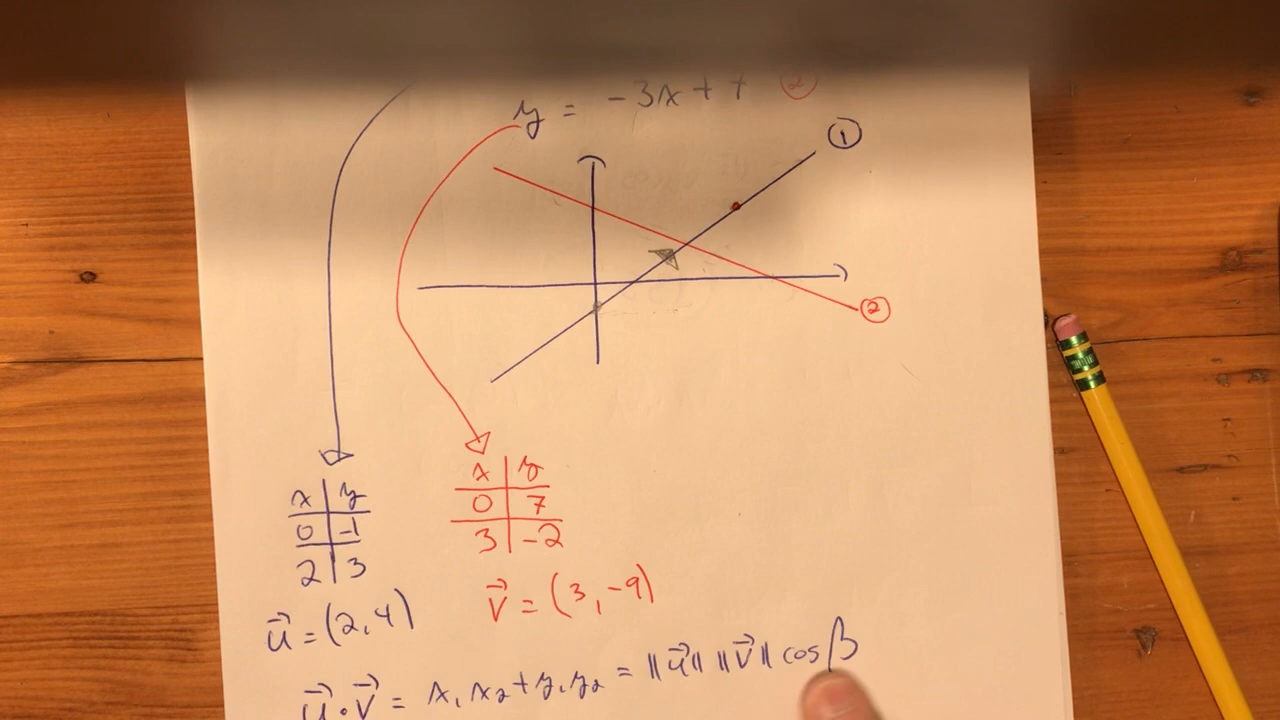 y = -3x + 7 ②
①
②
x | y
0 | -1
2 | 3
x | y
0 | 7
3 | -2
u⃗ = (2, 4)
v⃗ = (3, -9)
u⃗ · v⃗ = x₁x₂ + y₁y₂ = ‖u⃗‖ ‖v⃗‖ cos β